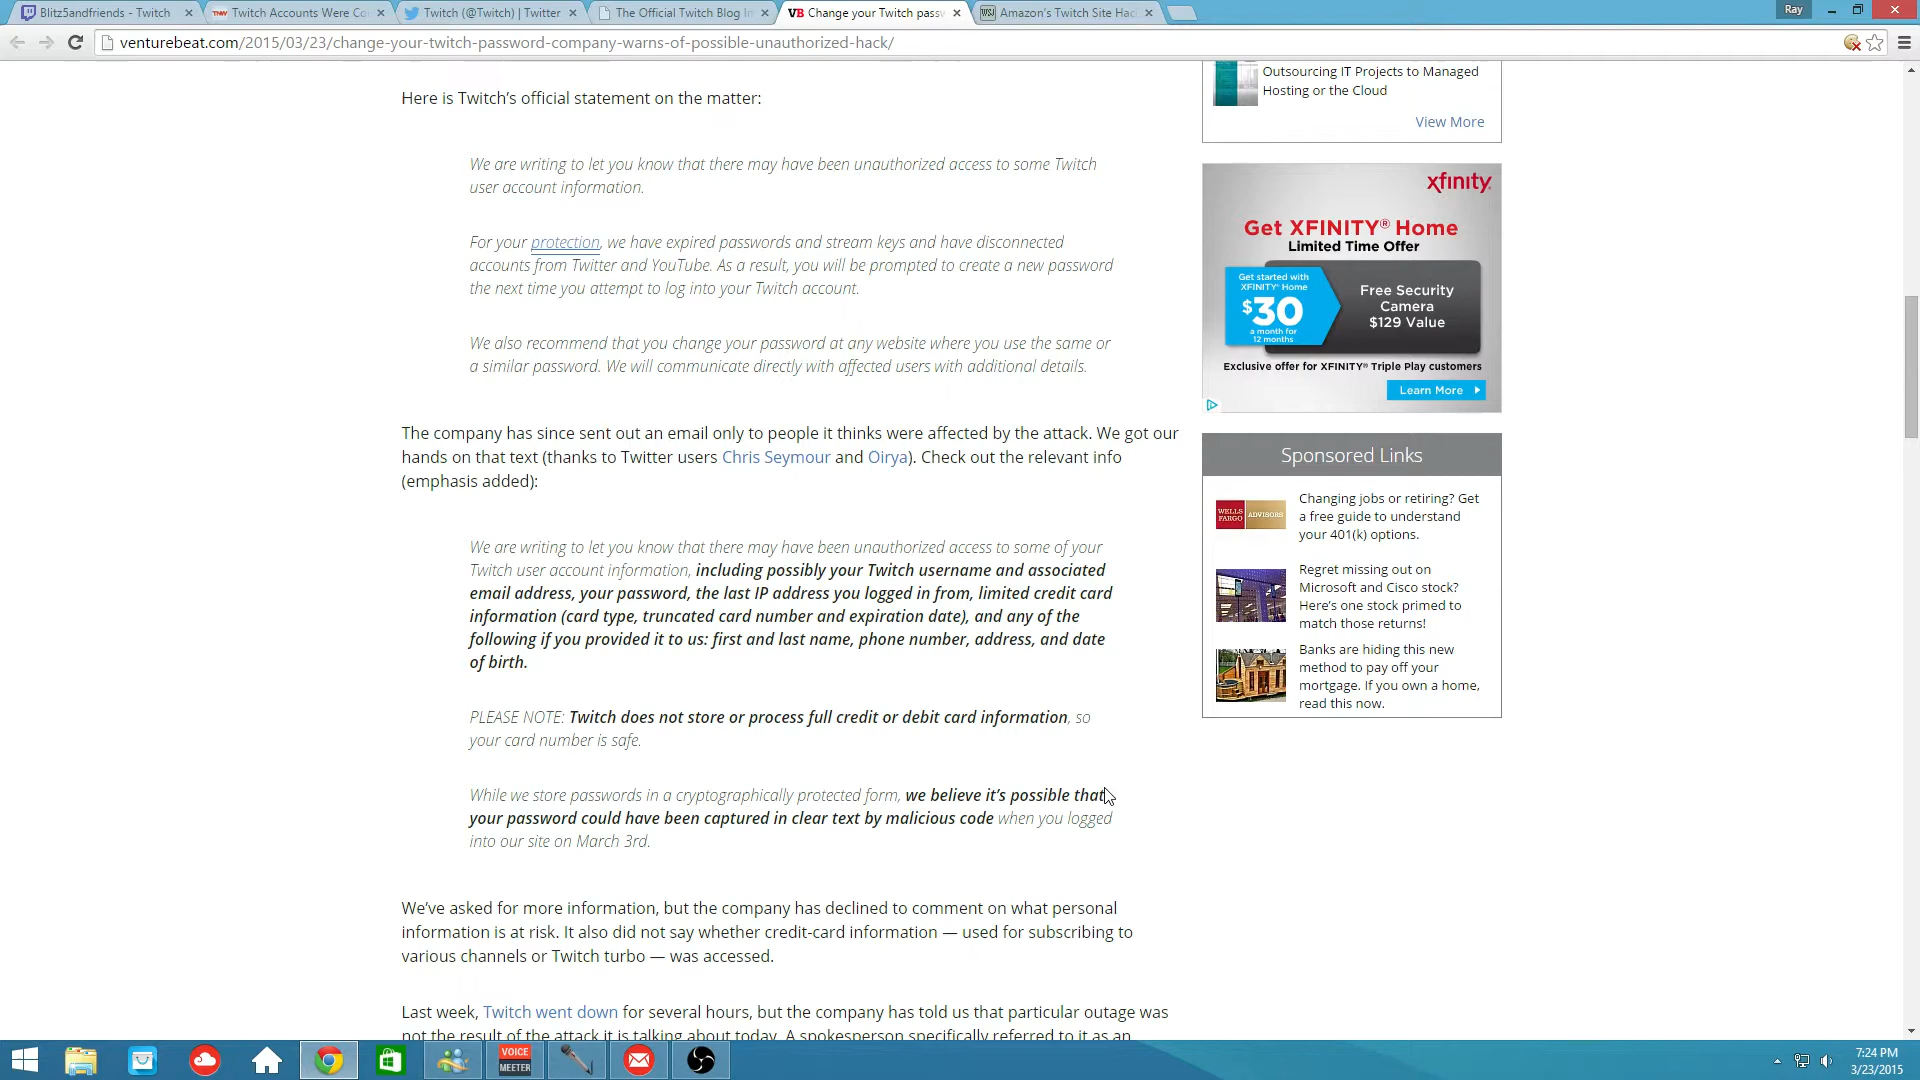 Blitz5andfriends - Twitch
Twitch Accounts Were Co
Twitch (@Twitch) | Twitter
The Official Twitch Blog Im
VB Change your Twitch passw
WSJ Amazon's Twitch Site Hac
Ray
venturebeat.com/2015/03/23/change-your-twitch-password-company-warns-of-possible-unauthorized-hack/
Here is Twitch's official statement on the matter:
We are writing to let you know that there may have been unauthorized access to some Twitch
user account information.
For your protection, we have expired passwords and stream keys and have disconnected
accounts from Twitter and YouTube. As a result, you will be prompted to create a new password
the next time you attempt to log into your Twitch account.
We also recommend that you change your password at any website where you use the same or
a similar password. We will communicate directly with affected users with additional details.
The company has since sent out an email only to people it thinks were affected by the attack. We got our
hands on that text (thanks to Twitter users Chris Seymour and Oirya). Check out the relevant info
(emphasis added):
We are writing to let you know that there may have been unauthorized access to some of your
Twitch user account information, including possibly your Twitch username and associated
email address, your password, the last IP address you logged in from, limited credit card
information (card type, truncated card number and expiration date), and any of the
following if you provided it to us: first and last name, phone number, address, and date
of birth.
PLEASE NOTE: Twitch does not store or process full credit or debit card information, so
your card number is safe.
While we store passwords in a cryptographically protected form, we believe it's possible that
your password could have been captured in clear text by malicious code when you logged
into our site on March 3rd.
We've asked for more information, but the company has declined to comment on what personal
information is at risk. It also did not say whether credit-card information — used for subscribing to
various channels or Twitch turbo — was accessed.
Last week, Twitch went down for several hours, but the company has told us that particular outage was
not the result of the attack it is talking about today. A spokesperson specifically referred to it as an
Outsourcing IT Projects to Managed
Hosting or the Cloud
View More
xfinity
Get XFINITY® Home
Limited Time Offer
Get started with
XFINITY® Home
$30
a month for
12 months
Free Security
Camera
$129 Value
Exclusive offer for XFINITY® Triple Play customers
Learn More
Sponsored Links
WELLS
FARGO
ADVISORS
Changing jobs or retiring? Get
a free guide to understand
your 401(k) options.
Regret missing out on
Microsoft and Cisco stock?
Here's one stock primed to
match those returns!
Banks are hiding this new
method to pay off your
mortgage. If you own a home,
read this now.
VOICE
MEETER
7:24 PM
3/23/2015